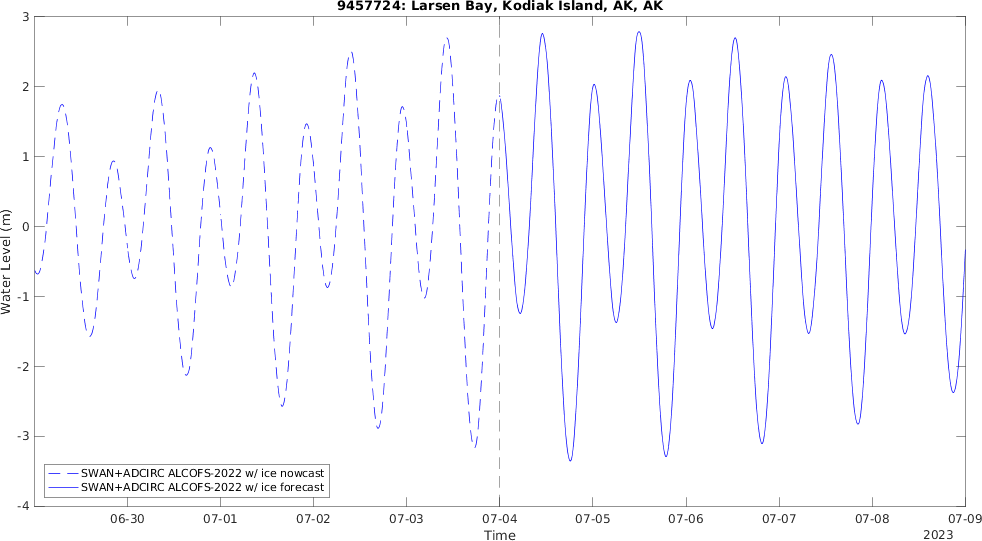 9457724: Larsen Bay, Kodiak Island, AK, AK
Water Level (m)
3
2
1
0
-1
-2
-3
-4
SWAN+ADCIRC ALCOFS-2022 w/ ice nowcast
SWAN+ADCIRC ALCOFS-2022 w/ ice forecast
06-30 07-01 07-02 07-03 07-04 07-05 07-06 07-07 07-08 07-09
Time
2023